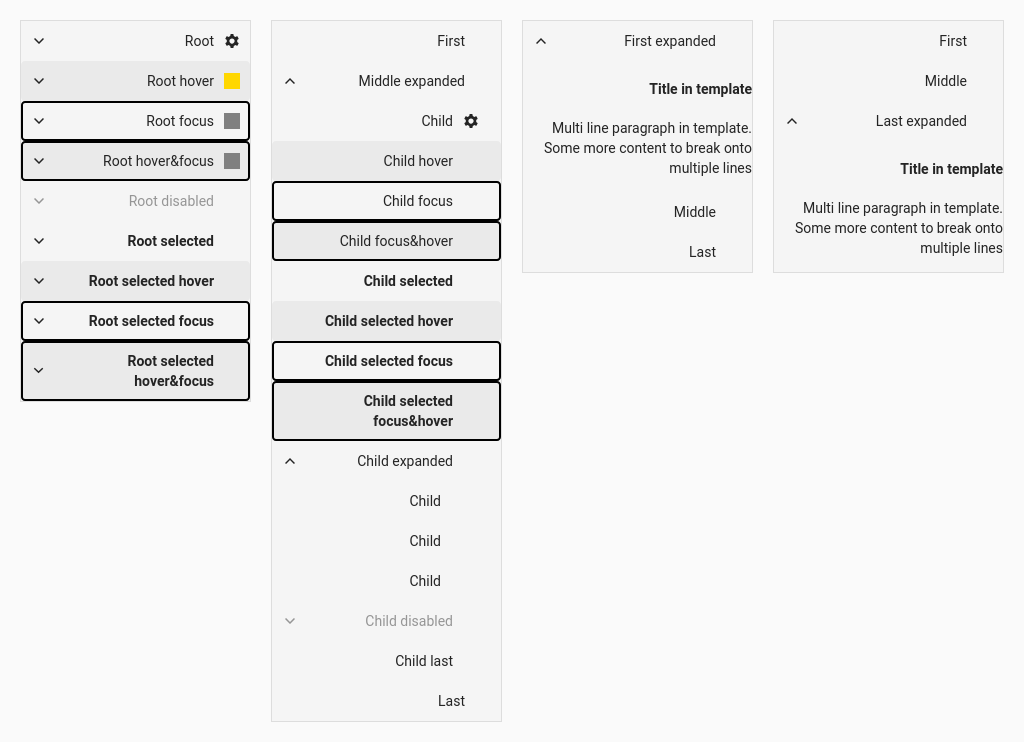 Root
Root hover
Root focus
Root hover&focus
Root disabled
Root selected
Root selected hover
Root selected focus
Root selected
hover&focus
First
Middle expanded
Child
Child hover
Child focus
Child focus&hover
Child selected
Child selected hover
Child selected focus
Child selected
focus&hover
Child expanded
Child
Child
Child
Child disabled
Child last
Last
First expanded
Title in template
Multi line paragraph in template.
Some more content to break onto
multiple lines
Middle
Last
First
Middle
Last expanded
Title in template
Multi line paragraph in template.
Some more content to break onto
multiple lines